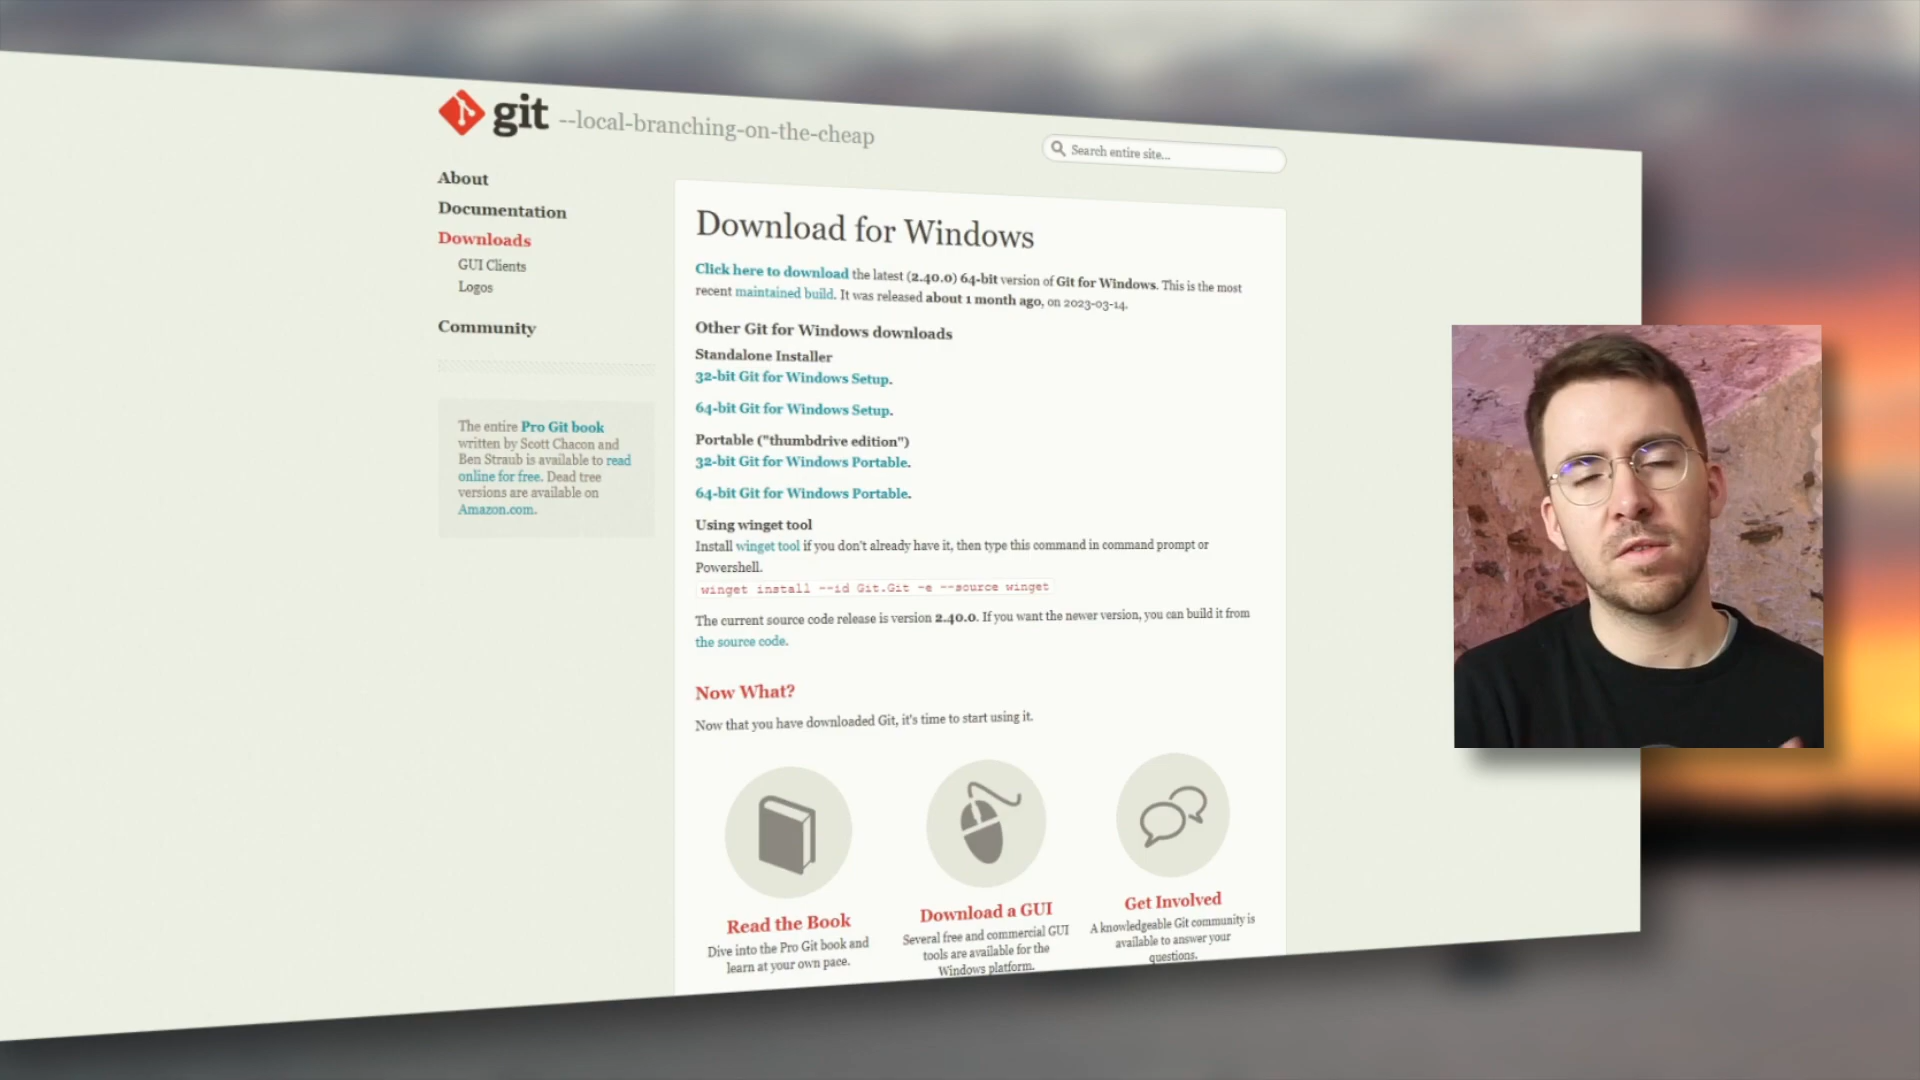 git --local-branching-on-the-cheap
Search entire site...
About
Documentation
Downloads
GUI Clients
Logos
Community
The entire Pro Git book
written by Scott Chacon and
Ben Straub is available to read
online for free. Dead tree
versions are available on
Amazon.com.
Download for Windows
Click here to download the latest (2.40.0) 64-bit version of Git for Windows. This is the most
recent maintained build. It was released about 1 month ago, on 2023-03-14.
Other Git for Windows downloads
Standalone Installer
32-bit Git for Windows Setup.
64-bit Git for Windows Setup.
Portable ("thumbdrive edition")
32-bit Git for Windows Portable.
64-bit Git for Windows Portable.
Using winget tool
Install winget tool if you don't already have it, then type this command in command prompt or
Powershell.
winget install --id Git.Git -e --source winget
The current source code release is version 2.40.0. If you want the newer version, you can build it from
the source code.
Now What?
Now that you have downloaded Git, it's time to start using it.
Read the Book
Dive into the Pro Git book and
learn at your own pace.
Download a GUI
Several free and commercial GUI
tools are available for the
Windows platform.
Get Involved
A knowledgeable Git community is
available to answer your
questions.